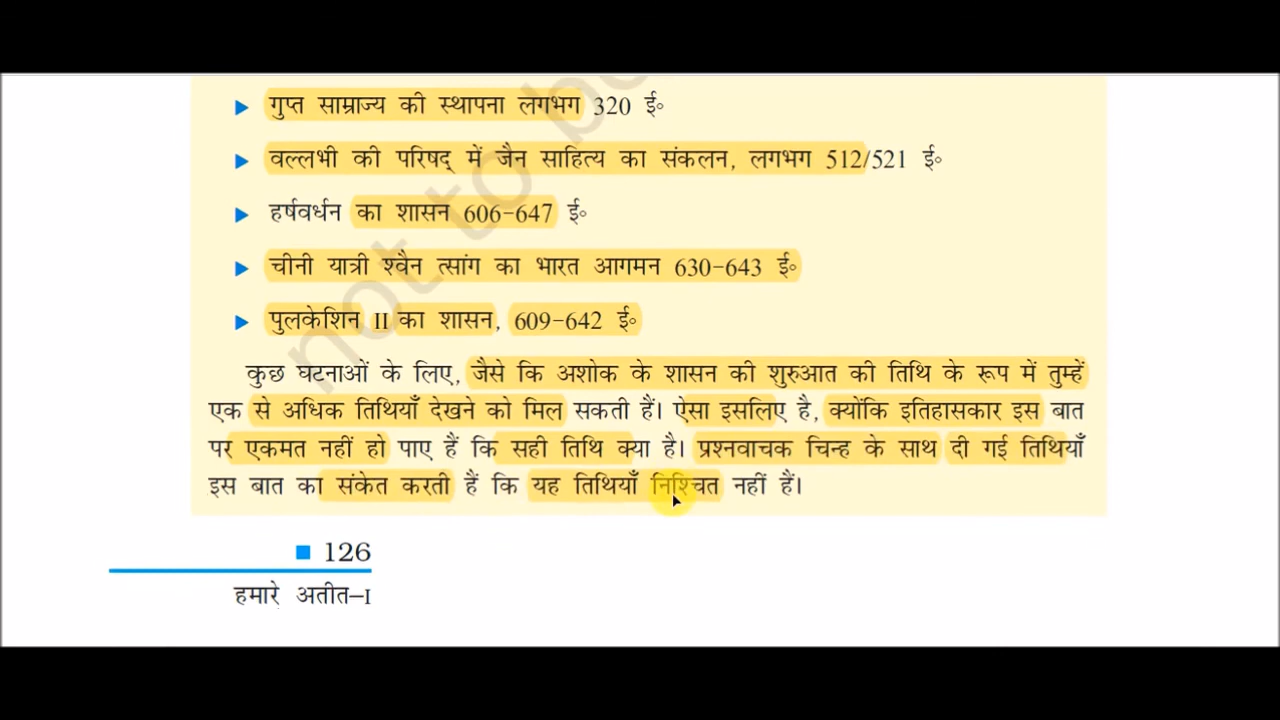 ▶ गुप्त साम्राज्य की स्थापना लगभग 320 ई॰
▶ वल्लभी की परिषद् में जैन साहित्य का संकलन, लगभग 512/521 ई॰
▶ हर्षवर्धन का शासन 606-647 ई॰
▶ चीनी यात्री श्वैन त्सांग का भारत आगमन 630-643 ई॰
▶ पुलकेशिन II का शासन, 609-642 ई॰
कुछ घटनाओं के लिए, जैसे कि अशोक के शासन की शुरुआत की तिथि के रूप में तुम्हें
एक से अधिक तिथियाँ देखने को मिल सकती हैं। ऐसा इसलिए है, क्योंकि इतिहासकार इस बात
पर एकमत नहीं हो पाए हैं कि सही तिथि क्या है। प्रश्नवाचक चिन्ह के साथ दी गई तिथियाँ
इस बात का संकेत करती हैं कि यह तिथियाँ निश्चित नहीं हैं।
■ 126
हमारे अतीत–I
not to b